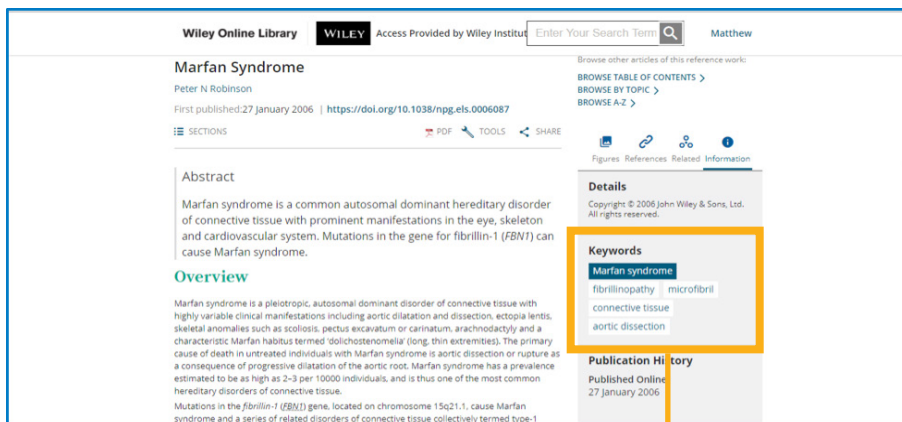 Wiley Online Library WILEY Access Provided by Wiley Institut Enter Your Search Term Matthew
Marfan Syndrome
Peter N Robinson
First published:27 January 2006 | https://doi.org/10.1038/npg.els.0006087
SECTIONS PDF TOOLS SHARE
Abstract
Marfan syndrome is a common autosomal dominant hereditary disorder
of connective tissue with prominent manifestations in the eye, skeleton
and cardiovascular system. Mutations in the gene for fibrillin-1 (FBN1) can
cause Marfan syndrome.
Overview
Marfan syndrome is a pleiotropic, autosomal dominant disorder of connective tissue with
highly variable clinical manifestations including aortic dilatation and dissection, ectopia lentis,
skeletal anomalies such as scoliosis, pectus excavatum or carinatum, arachnodactyly and a
characteristic Marfan habitus termed 'dolichostenomelia' (long, thin extremities). The primary
cause of death in untreated individuals with Marfan syndrome is aortic dissection or rupture as
a consequence of progressive dilatation of the aortic root. Marfan syndrome has a prevalence
estimated to be as high as 2–3 per 10000 individuals, and is thus one of the most common
hereditary disorders of connective tissue.
Mutations in the fibrillin-1 (FBN1) gene, located on chromosome 15q21.1, cause Marfan
syndrome and a series of related disorders of connective tissue collectively termed type-1
Browse other articles of this reference work:
BROWSE TABLE OF CONTENTS
BROWSE BY TOPIC
BROWSE A-Z
Figures References Related Information
Details
Copyright © 2006 John Wiley & Sons, Ltd.
All rights reserved.
Keywords
Marfan syndrome
fibrillinopathy microfibril
connective tissue
aortic dissection
Publication History
Published Online
27 January 2006